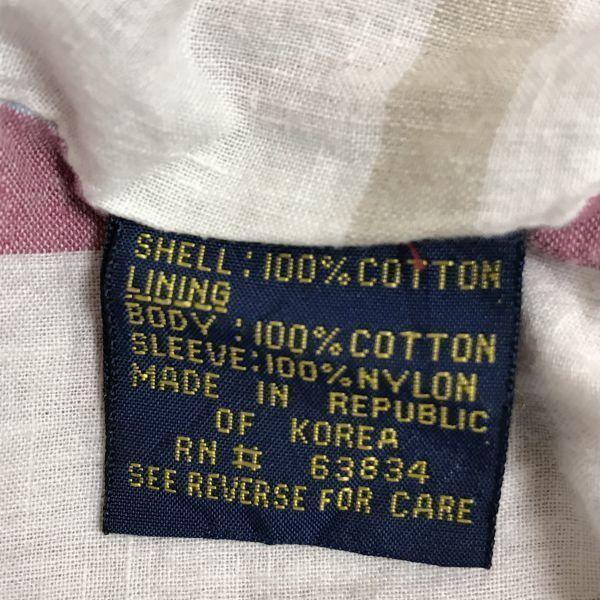 SHELL : 100% COTTON
LINING
BODY : 100% COTTON
SLEEVE: 100% NYLON
MADE IN REPUBLIC
OF KOREA
RN # 63834
SEE REVERSE FOR CARE